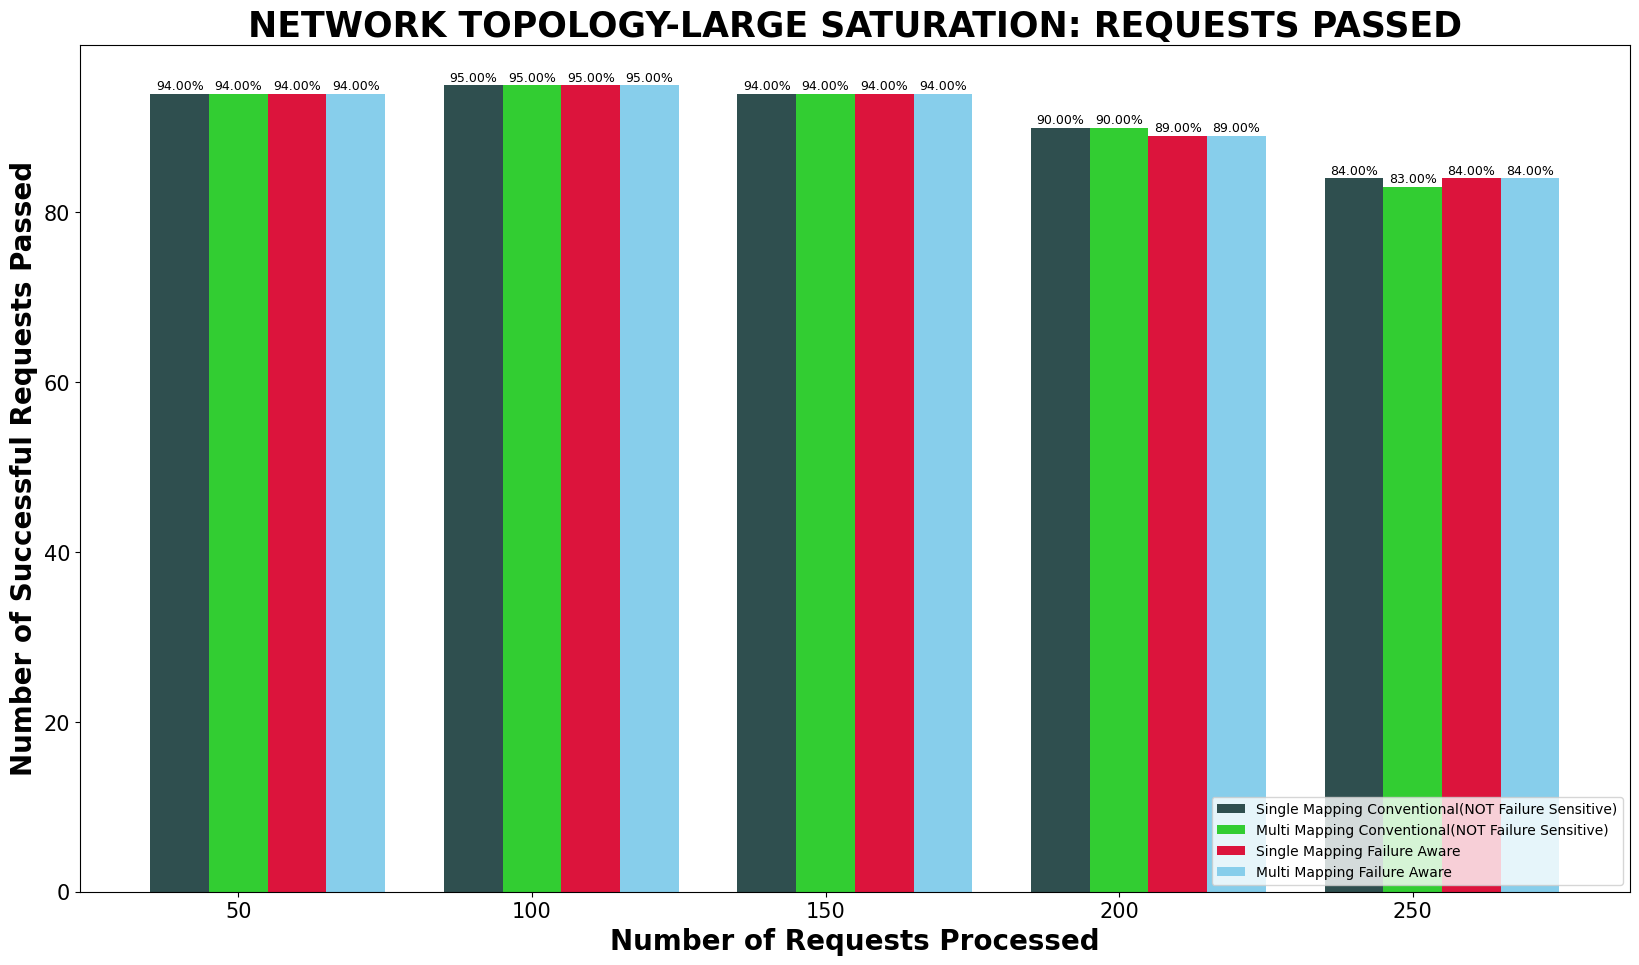 NETWORK TOPOLOGY-LARGE SATURATION: REQUESTS PASSED
Number of Successful Requests Passed
80
60
40
20
0
94.00% 94.00% 94.00% 94.00%
95.00% 95.00% 95.00% 95.00%
94.00% 94.00% 94.00% 94.00%
90.00% 90.00% 89.00% 89.00%
84.00% 83.00% 84.00% 84.00%
Single Mapping Conventional(NOT Failure Sensitive)
Multi Mapping Conventional(NOT Failure Sensitive)
Single Mapping Failure Aware
Multi Mapping Failure Aware
50 100 150 200 250
Number of Requests Processed